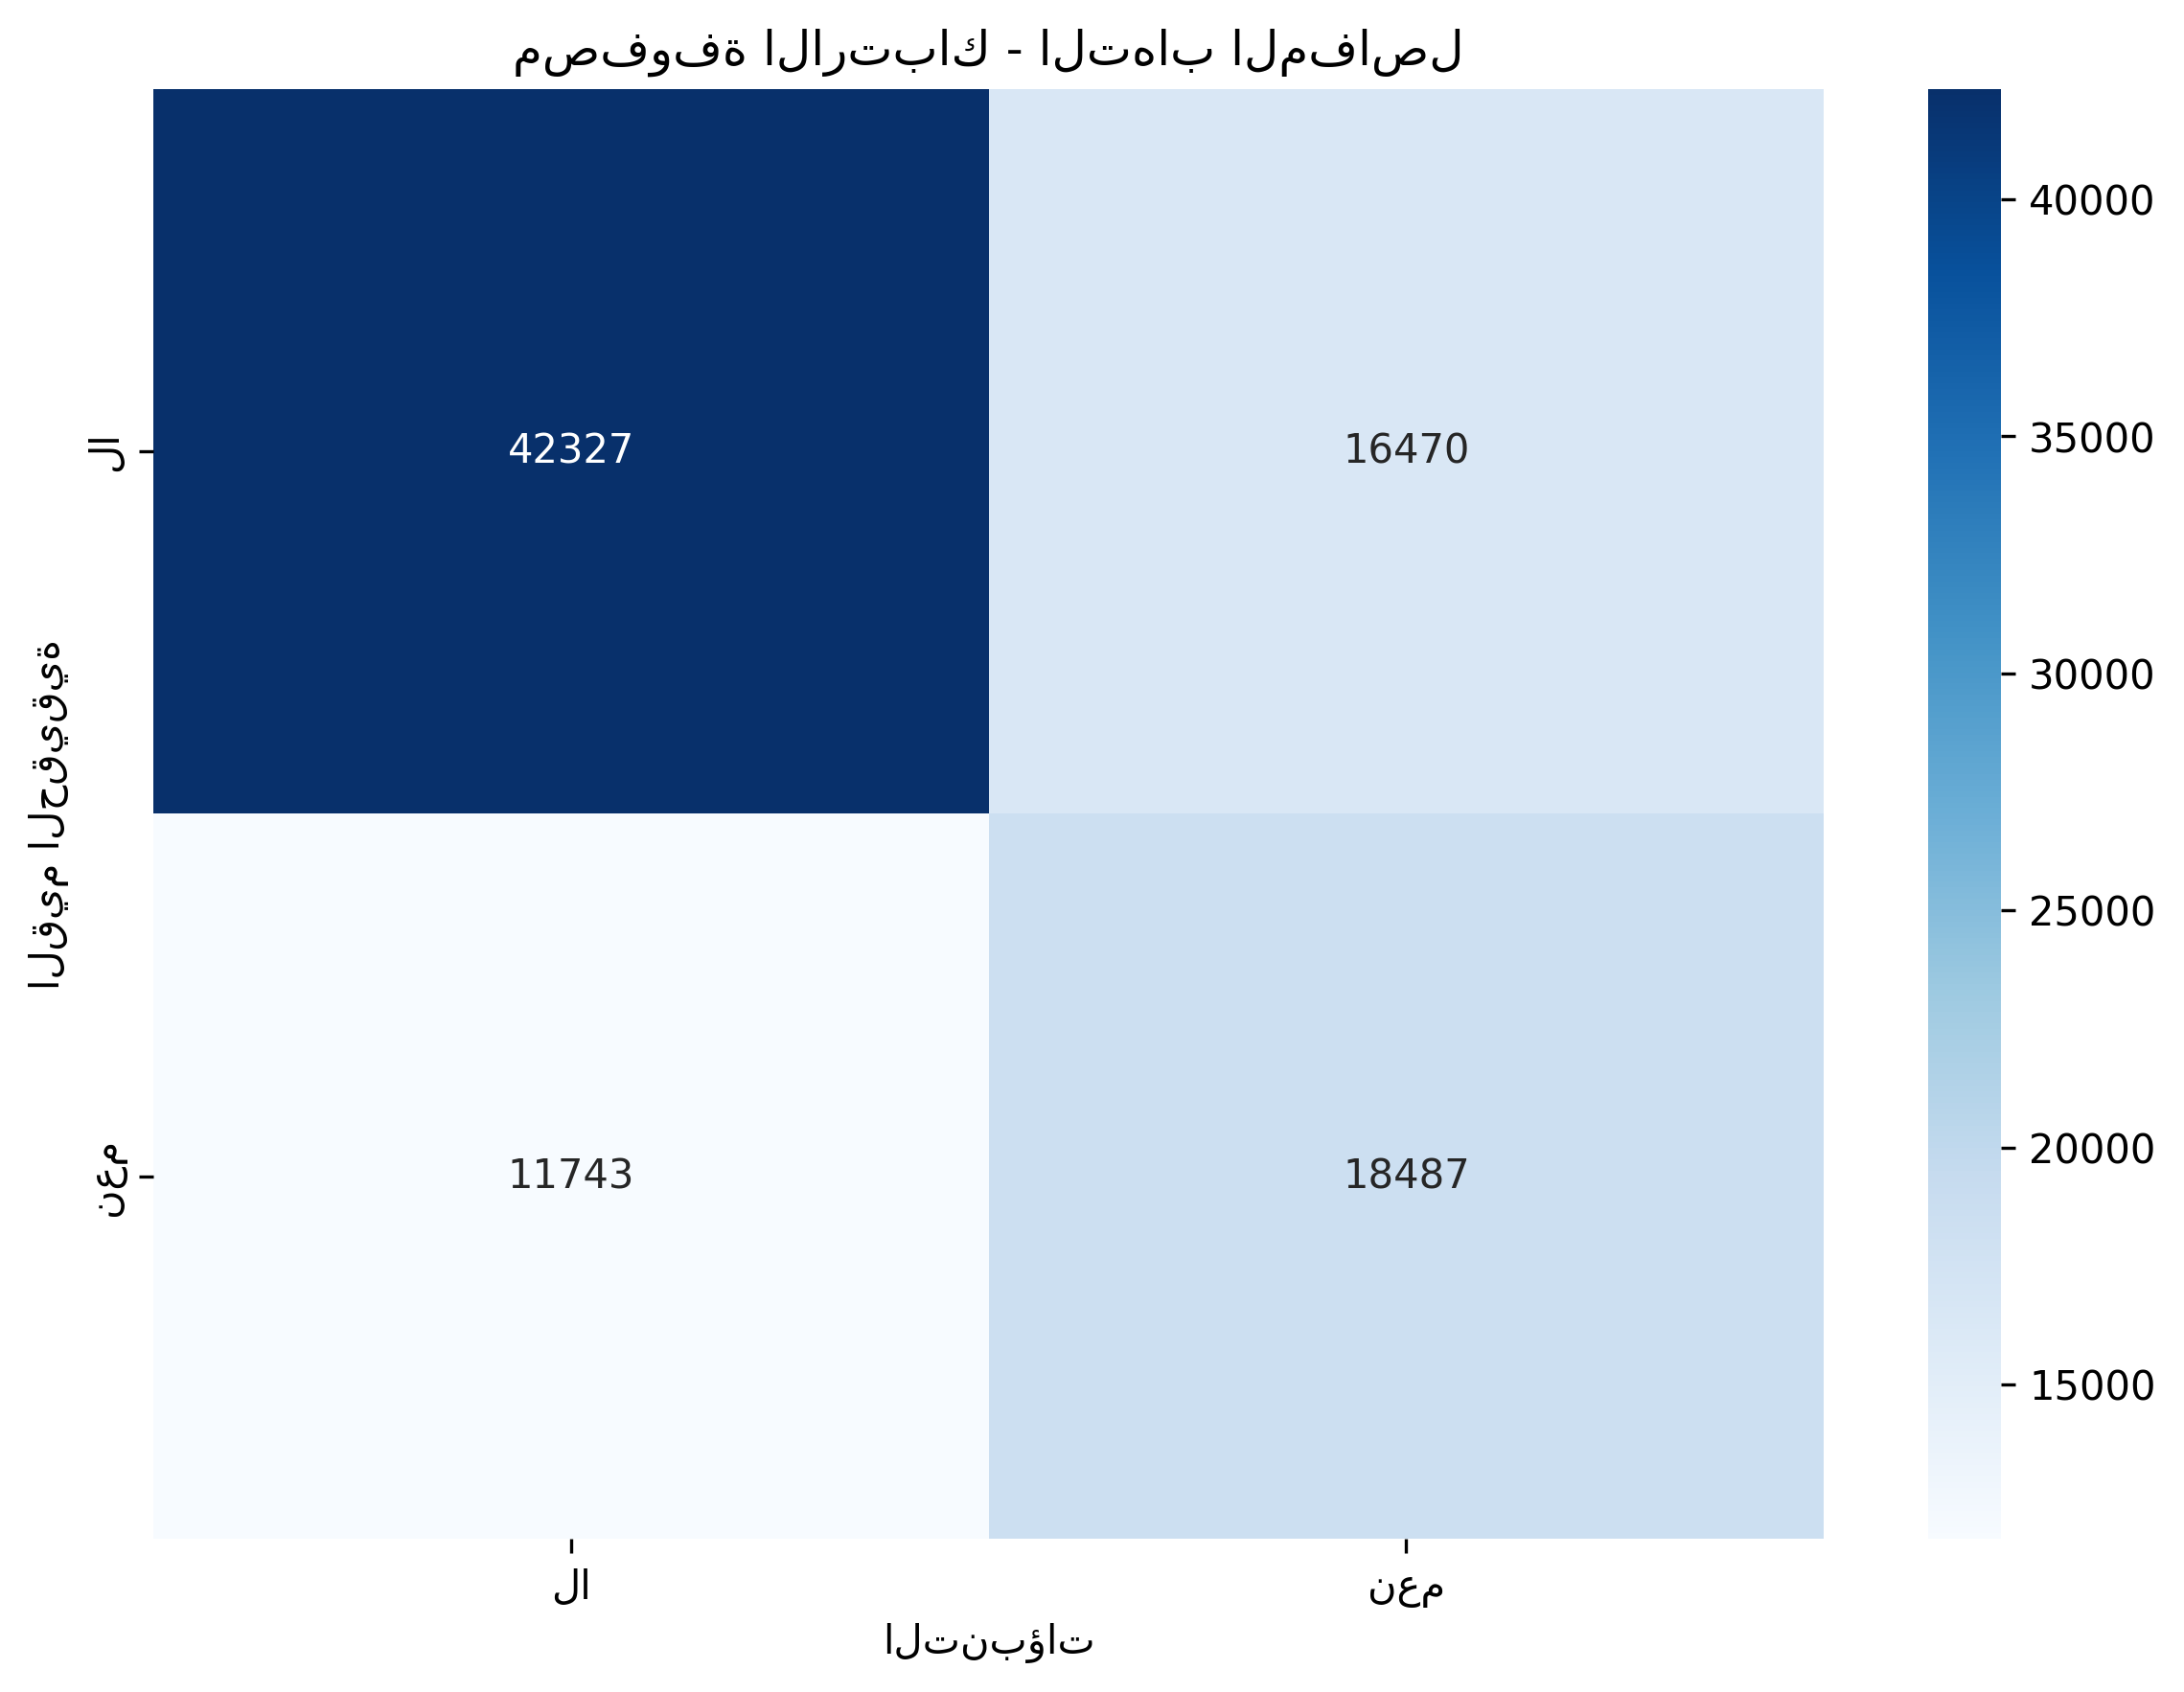 مصفوفة الارتباك - التهاب المفاصل
القيم الحقيقية
لا
نعم
42327
16470
11743
18487
لا
نعم
التنبؤات
40000
35000
30000
25000
20000
15000